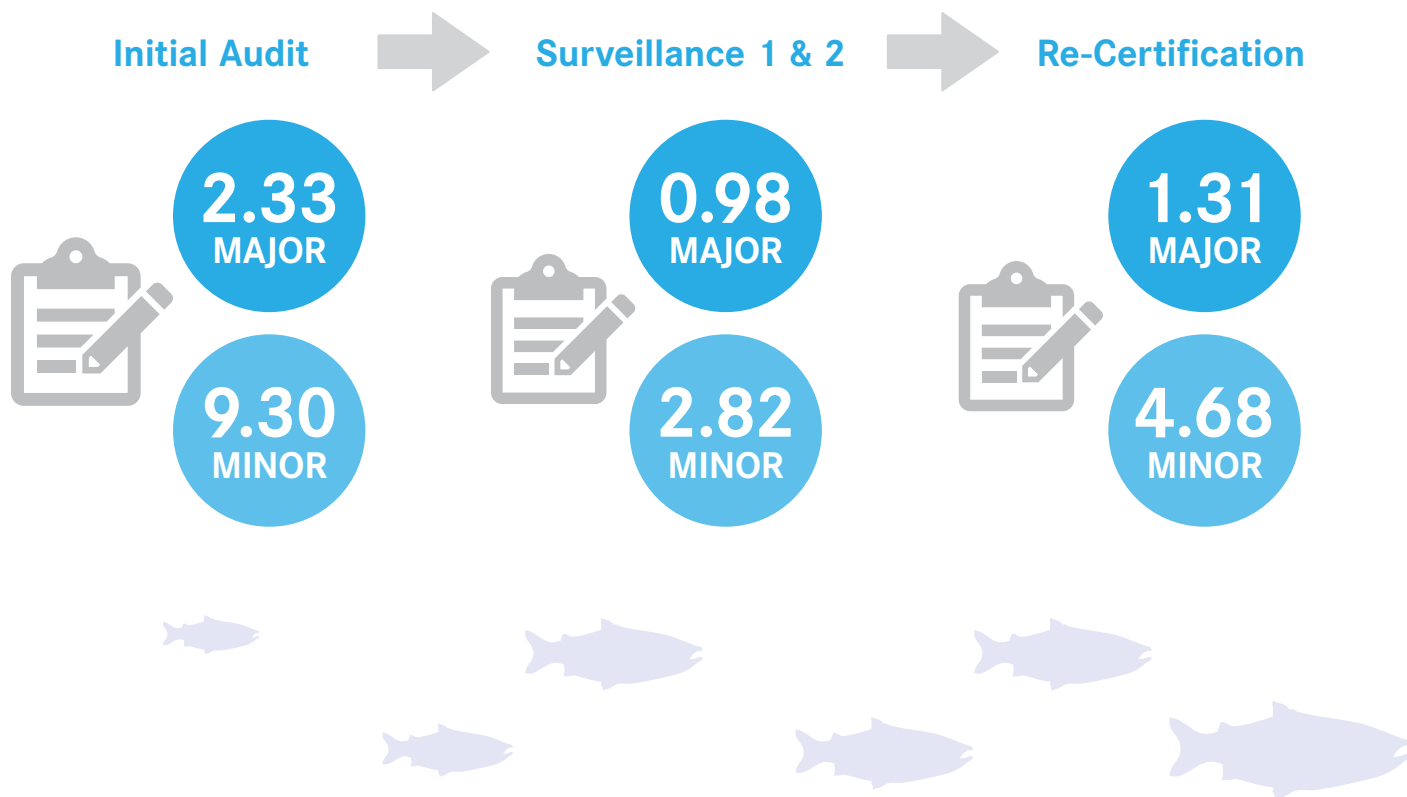 Initial Audit
Surveillance 1 & 2
Re-Certification
2.33
MAJOR
0.98
MAJOR
1.31
MAJOR
9.30
MINOR
2.82
MINOR
4.68
MINOR